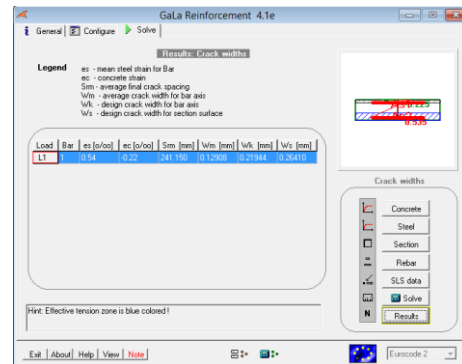 GaLa Reinforcement 4.1e
General Configure Solve
Results: Crack widths
Legend
es - mean steel strain for Bar
ec - concrete strain
Srm - average final crack spacing
Wm - average crack width for bar axis
Wk - design crack width for bar axis
Ws - design crack width for section surface
Load Bar es [o/oo] ec [o/oo] Srm [mm] Wm [mm] Wk [mm] Ws [mm]
L1 1 0.54 -0.22 241.150 0.12908 0.21944 0.26410
0.535
Crack widths
Concrete
Steel
Section
Rebar
SLS data
Solve
N Results
Hint: Effective tension zone is blue colored!
Exit About Help View Note
Eurocode 2